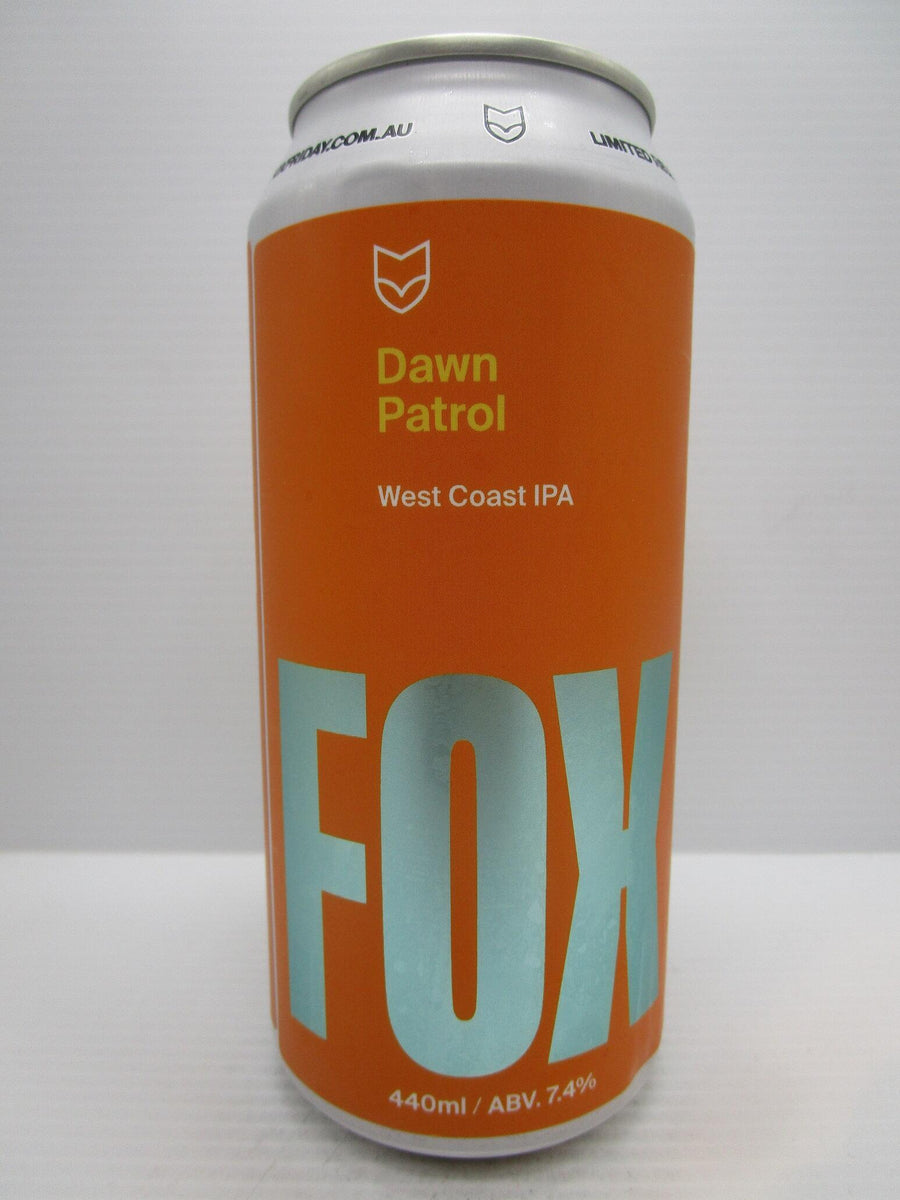 FRIDAY.COM.AU
LIMITED
Dawn
Patrol
West Coast IPA
FOX
440ml / ABV. 7.4%